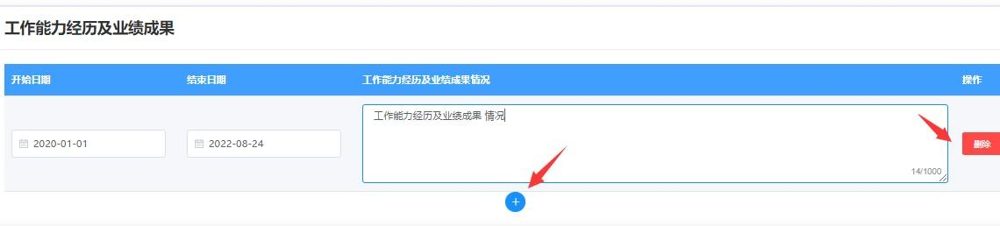 工作能力经历及业绩成果
开始日期 结束日期 工作能力经历及业绩成果情况 操作
工作能力经历及业绩成果 情况
2020-01-01 2022-08-24 删除
14/1000
+